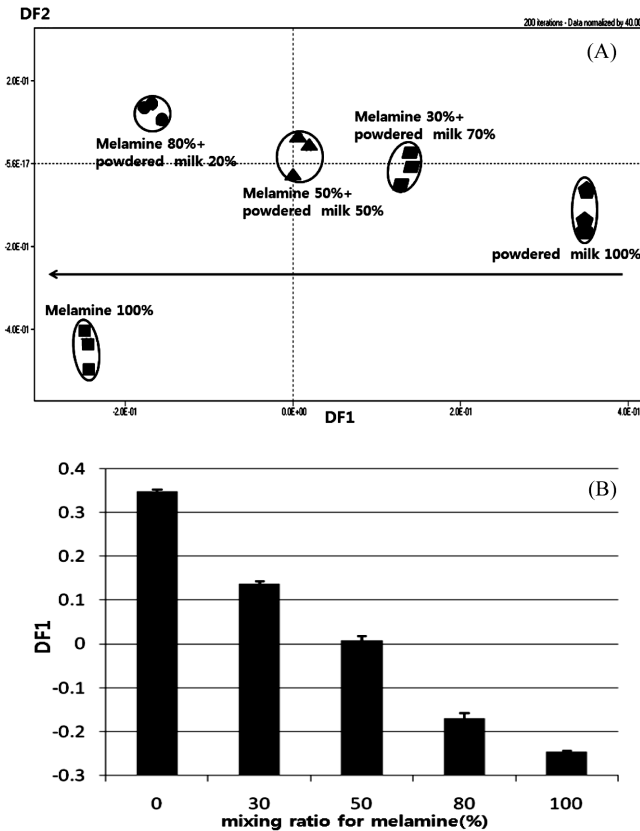 DF2
200 iterations - Data normalized by 40.00
(A)
2.0E-01
Melamine 30%+
powdered milk 70%
Melamine 80%+
powdered milk 20%
5.6E-17
Melamine 50%+
powdered milk 50%
-2.0E-01
powdered milk 100%
Melamine 100%
-4.0E-01
-2.0E-01
0.0E+00
DF1
2.0E-01
4.0E-01
(B)
0.4
0.3
0.2
0.1
0
-0.1
-0.2
-0.3
DF1
0 30 50 80 100
mixing ratio for melamine(%)